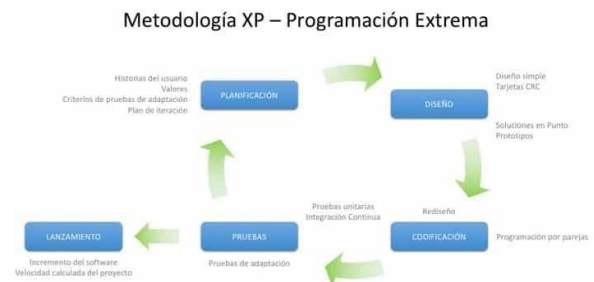 Metodología XP – Programación Extrema
Historias del usuario
Valores
Criterios de pruebas de adaptación
Plan de iteración
PLANIFICACIÓN
Diseño simple
Tarjetas CRC
DISEÑO
Soluciones en Punto
Prototipos
Pruebas unitarias
Integración Continua
Rediseño
LANZAMIENTO
PRUEBAS
CODIFICACIÓN
Programación por parejas
Incremento del software
Velocidad calculada del proyecto
Pruebas de adaptación